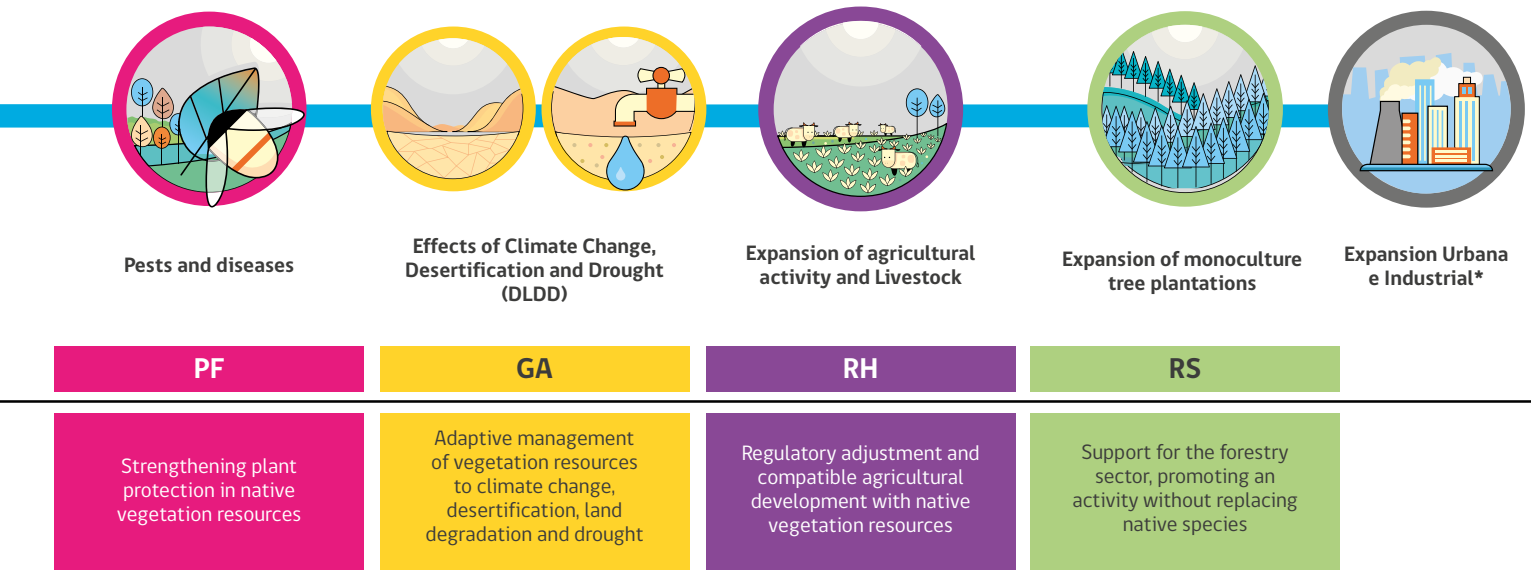 Pests and diseases
Effects of Climate Change,
Desertification and Drought
(DLDD)
Expansion of agricultural
activity and Livestock
Expansion of monoculture
tree plantations
Expansion Urbana
e Industrial*
PF
GA
RH
RS
Strengthening plant
protection in native
vegetation resources
Adaptive management
of vegetation resources
to climate change,
desertification, land
degradation and drought
Regulatory adjustment and
compatible agricultural
development with native
vegetation resources
Support for the forestry
sector, promoting an
activity without replacing
native species